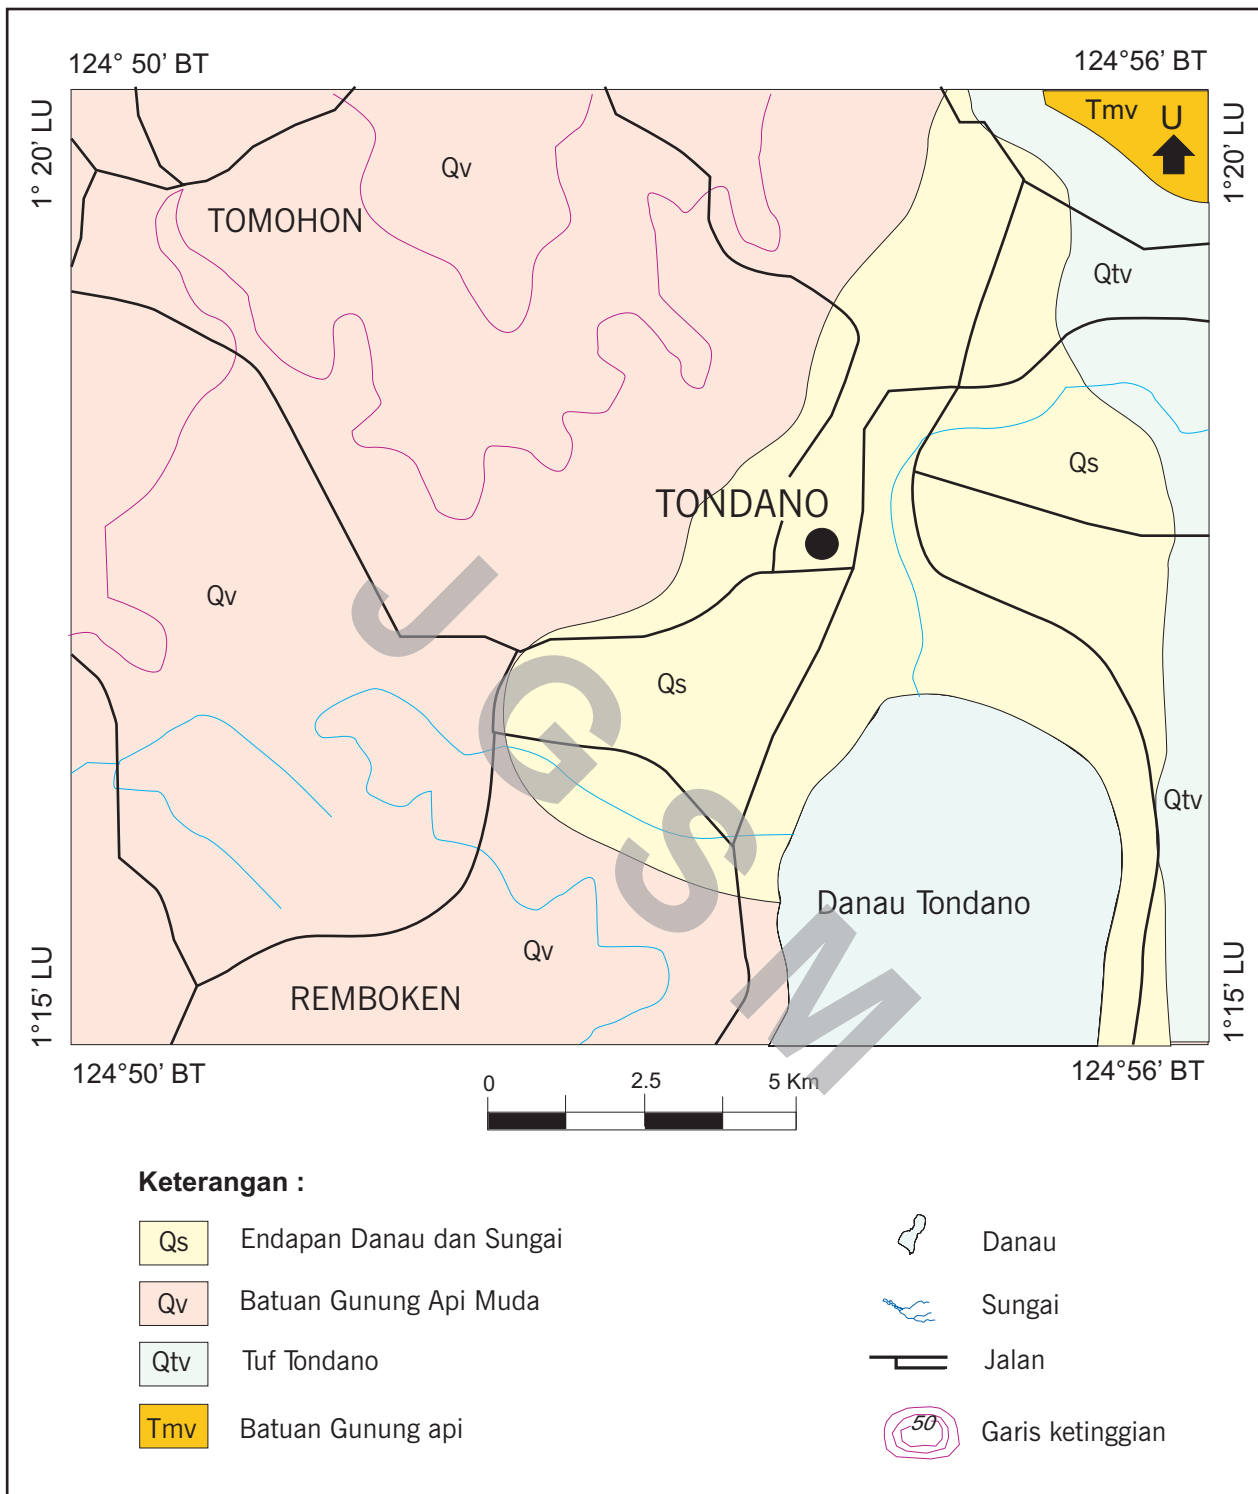 124° 50’ BT
124°56’ BT
1° 20’ LU
1°20’ LU
Tmv
U
Qv
TOMOHON
Qtv
Qs
TONDANO
Qv
Qs
Qtv
Danau Tondano
Qv
REMBOKEN
J G S M
1°15’ LU
1°15’ LU
124°50’ BT
124°56’ BT
0 2.5 5 Km
Keterangan :
Qs Endapan Danau dan Sungai
Qv Batuan Gunung Api Muda
Qtv Tuf Tondano
Tmv Batuan Gunung api
Danau
Sungai
Jalan
50 Garis ketinggian